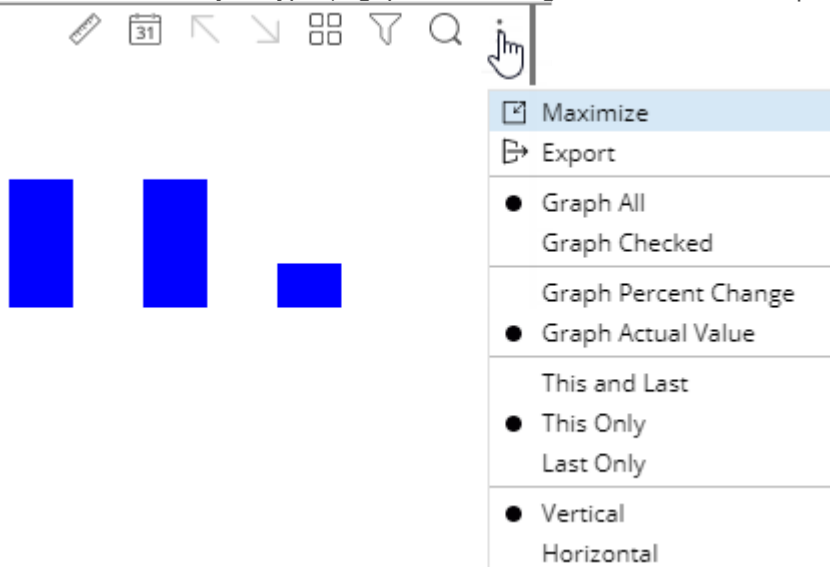 31
Maximize
Export
Graph All
Graph Checked
Graph Percent Change
Graph Actual Value
This and Last
This Only
Last Only
Vertical
Horizontal